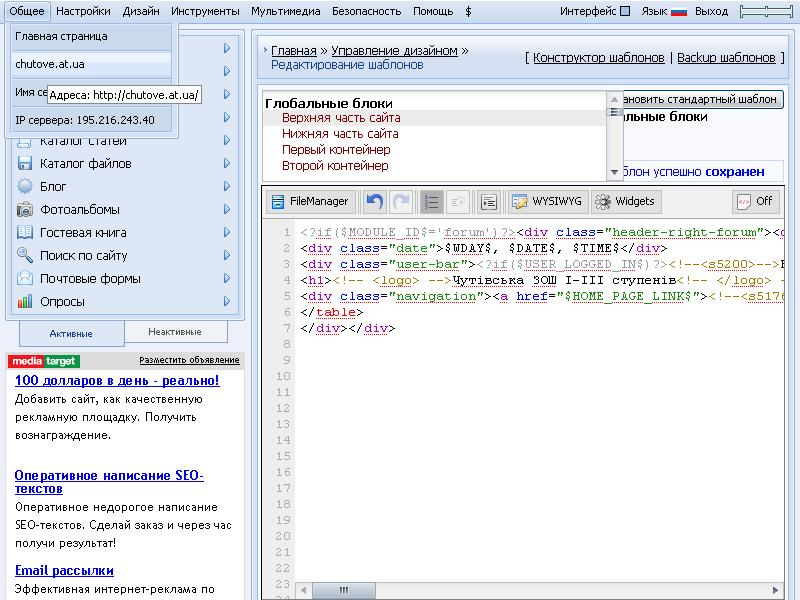 Общее Настройки Дизайн Инструменты Мультимедиа Безопасность Помощь $ Интерфейс Язык Выход
Главная страница
chutove.at.ua
Имя се
Адреса: http://chutove.at.ua/
IP сервера: 195.216.243.40
Каталог статей
Каталог файлов
Блог
Фотоальбомы
Гостевая книга
Поиск по сайту
Почтовые формы
Опросы
Активные Неактивные
media target Разместить объявление
100 долларов в день - реально!
Добавить сайт, как качественную
рекламную площадку. Получить
вознаграждение.
Оперативное написание SEO-
текстов
Оперативное недорогое написание
SEO-текстов. Сделай заказ и через час
получи результат!
Email рассылки
Эффективная интернет-реклама по
Главная » Управление дизайном »
Редактирование шаблонов
[ Конструктор шаблонов | Backup шаблонов ]
Глобальные блоки
Верхняя часть сайта
Нижняя часть сайта
Первый контейнер
Второй контейнер
ановить стандартный шаблон
льные блоки
блон успешно сохранен
FileManager WYSIWYG Widgets Off
1 <?if($MODULE_ID$='forum')?><div class="header-right-forum">
2 <div class="date">$WDAY$, $DATE$, $TIME$</div>
3 <div class="user-bar"><?if($USER_LOGGED_IN$)?><!--<s5200>-->
4 <h1><!-- <logo> -->Чутівська ЗОШ І-ІІІ ступенів<!-- </logo> -
5 <div class="navigation"><a href="$HOME_PAGE_LINK$"><!--<s5176
6 </table>
7 </div></div>
8
9
10
11
12
13
14
15
16
17
18
19
20
21
22
23